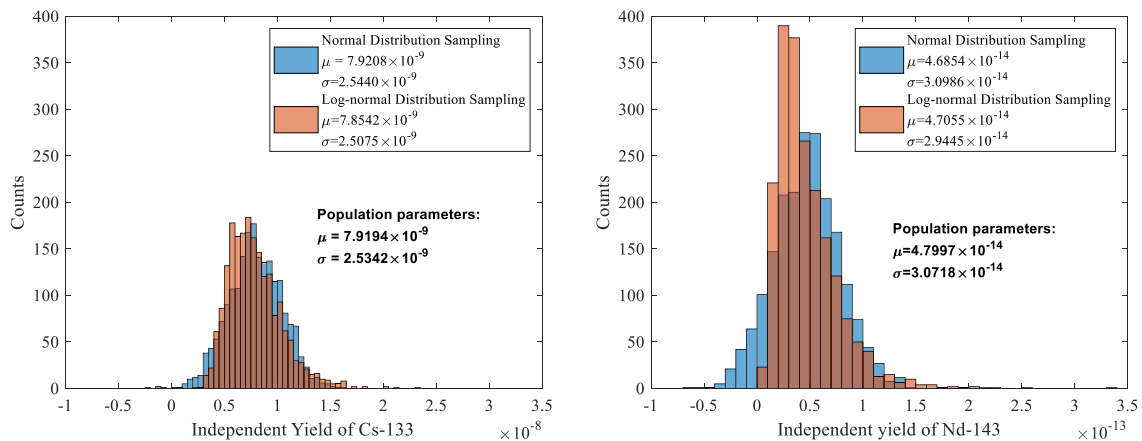 400
350
300
250
200
150
100
50
0
Counts
-1
0
0.5
1
1.5
2
2.5
3
3.5
Independent Yield of Cs-133
×10⁻⁸
Normal Distribution Sampling
μ = 7.9208×10⁻⁹
σ=2.5440×10⁻⁹
Log-normal Distribution Sampling
μ=7.8542×10⁻⁹
σ=2.5075×10⁻⁹
Population parameters:
μ = 7.9194×10⁻⁹
σ = 2.5342×10⁻⁹
400
350
300
250
200
150
100
50
0
Counts
-1
0
0.5
1
1.5
2
2.5
3
3.5
Independent yield of Nd-143
×10⁻¹³
Normal Distribution Sampling
μ=4.6854×10⁻¹⁴
σ=3.0986×10⁻¹⁴
Log-normal Distribution Sampling
μ=4.7055×10⁻¹⁴
σ=2.9445×10⁻¹⁴
Population parameters:
μ=4.7997×10⁻¹⁴
σ=3.0718×10⁻¹⁴